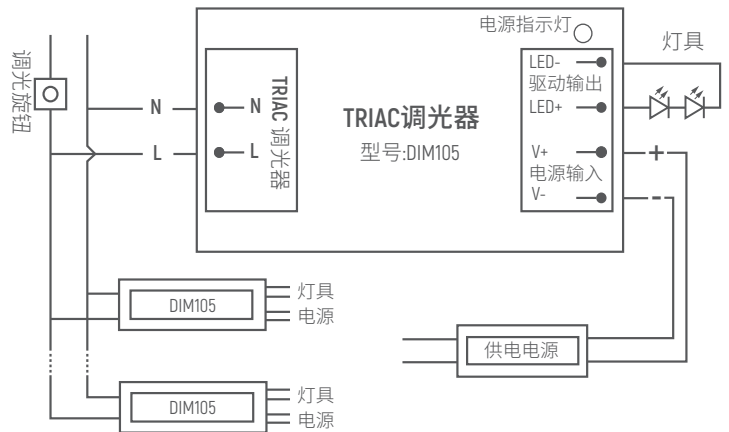 电源指示灯
灯具
调光旋钮
N
L
N
L
TRIAC 调光器
TRIAC调光器
型号:DIM105
LED-
驱动输出
LED+
V+
电源输入
V-
+
-
DIM105
灯具
电源
供电电源
DIM105
灯具
电源